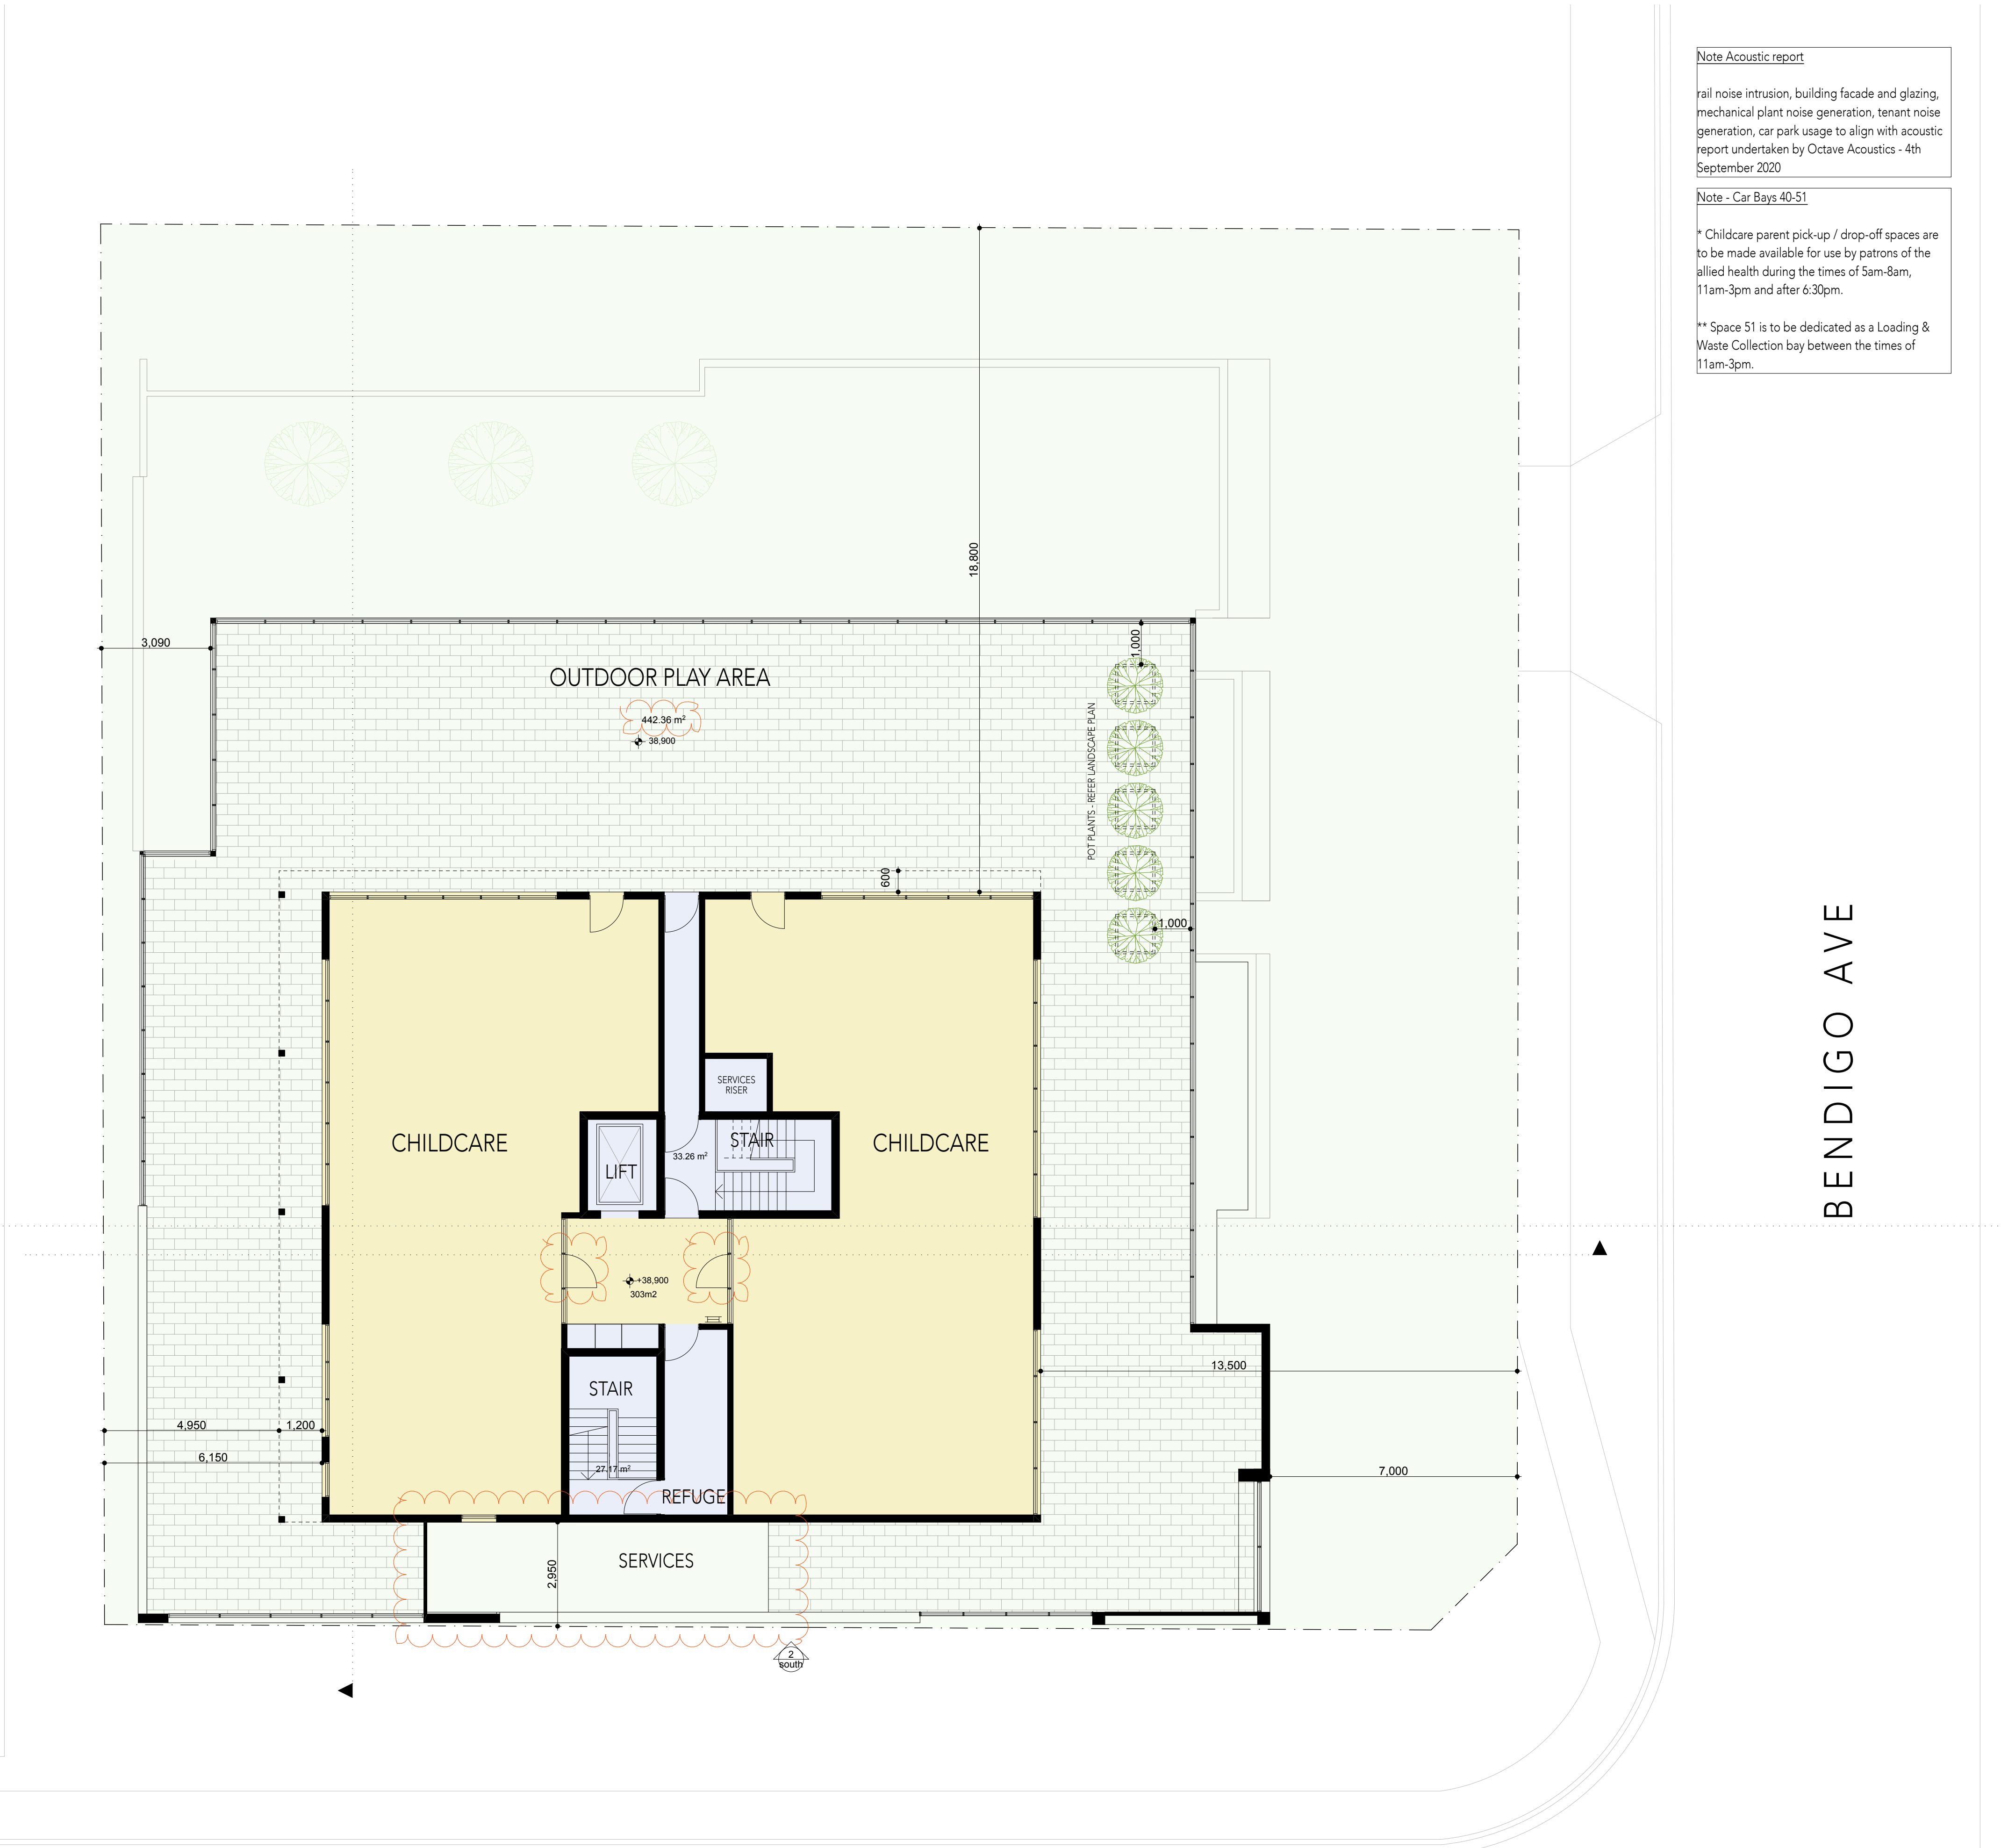 Note Acoustic report
rail noise intrusion, building facade and glazing,
mechanical plant noise generation, tenant noise
generation, car park usage to align with acoustic
report undertaken by Octave Acoustics - 4th
September 2020
Note - Car Bays 40-51
* Childcare parent pick-up / drop-off spaces are
to be made available for use by patrons of the
allied health during the times of 5am-8am,
11am-3pm and after 6:30pm.
** Space 51 is to be dedicated as a Loading &
Waste Collection bay between the times of
11am-3pm.
18,800
3,090
1,000
OUTDOOR PLAY AREA
442.36 m²
38,900
POT PLANTS - REFER LANDSCAPE PLAN
600
1,000
BENDIGO AVE
SERVICES
RISER
CHILDCARE
STAIR
CHILDCARE
33.26 m²
LIFT
+38,900
303m2
13,500
STAIR
4,950
1,200
6,150
27.17 m²
7,000
REFUGE
SERVICES
2,950
2
south